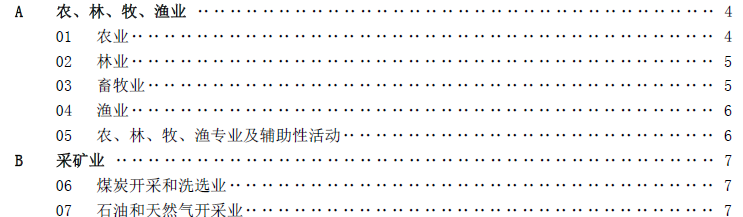 A 农、林、牧、渔业 ·································· 4
01 农业·································· 4
02 林业·································· 5
03 畜牧业·································· 5
04 渔业·································· 6
05 农、林、牧、渔专业及辅助性活动·································· 6
B 采矿业 ·································· 7
06 煤炭开采和洗选业·································· 7
07 石油和天然气开采业·································· 7